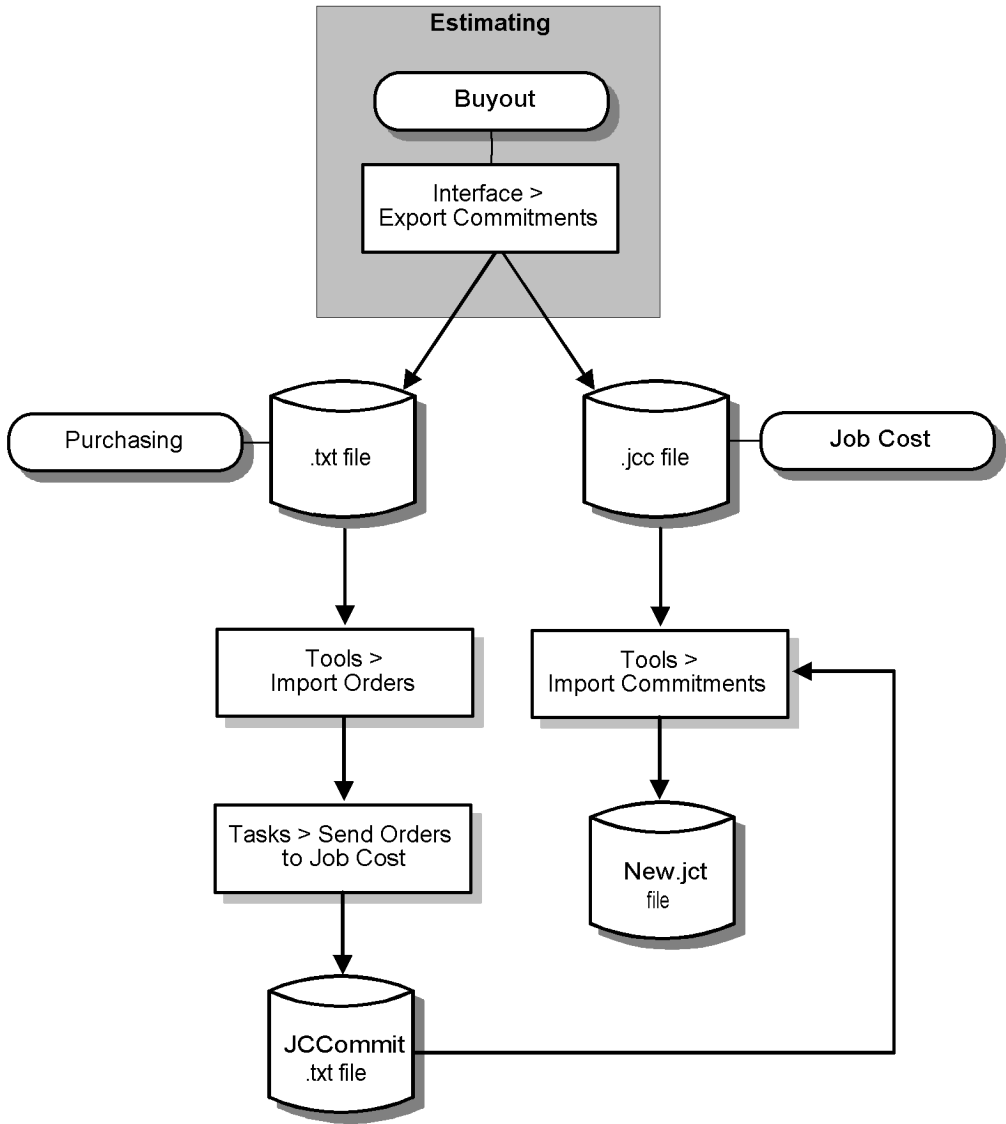 Estimating
Buyout
Interface >
Export Commitments
Purchasing
.txt file
.jcc file
Job Cost
Tools >
Import Orders
Tools >
Import Commitments
Tasks > Send Orders
to Job Cost
New.jct
file
JCCommit
.txt file